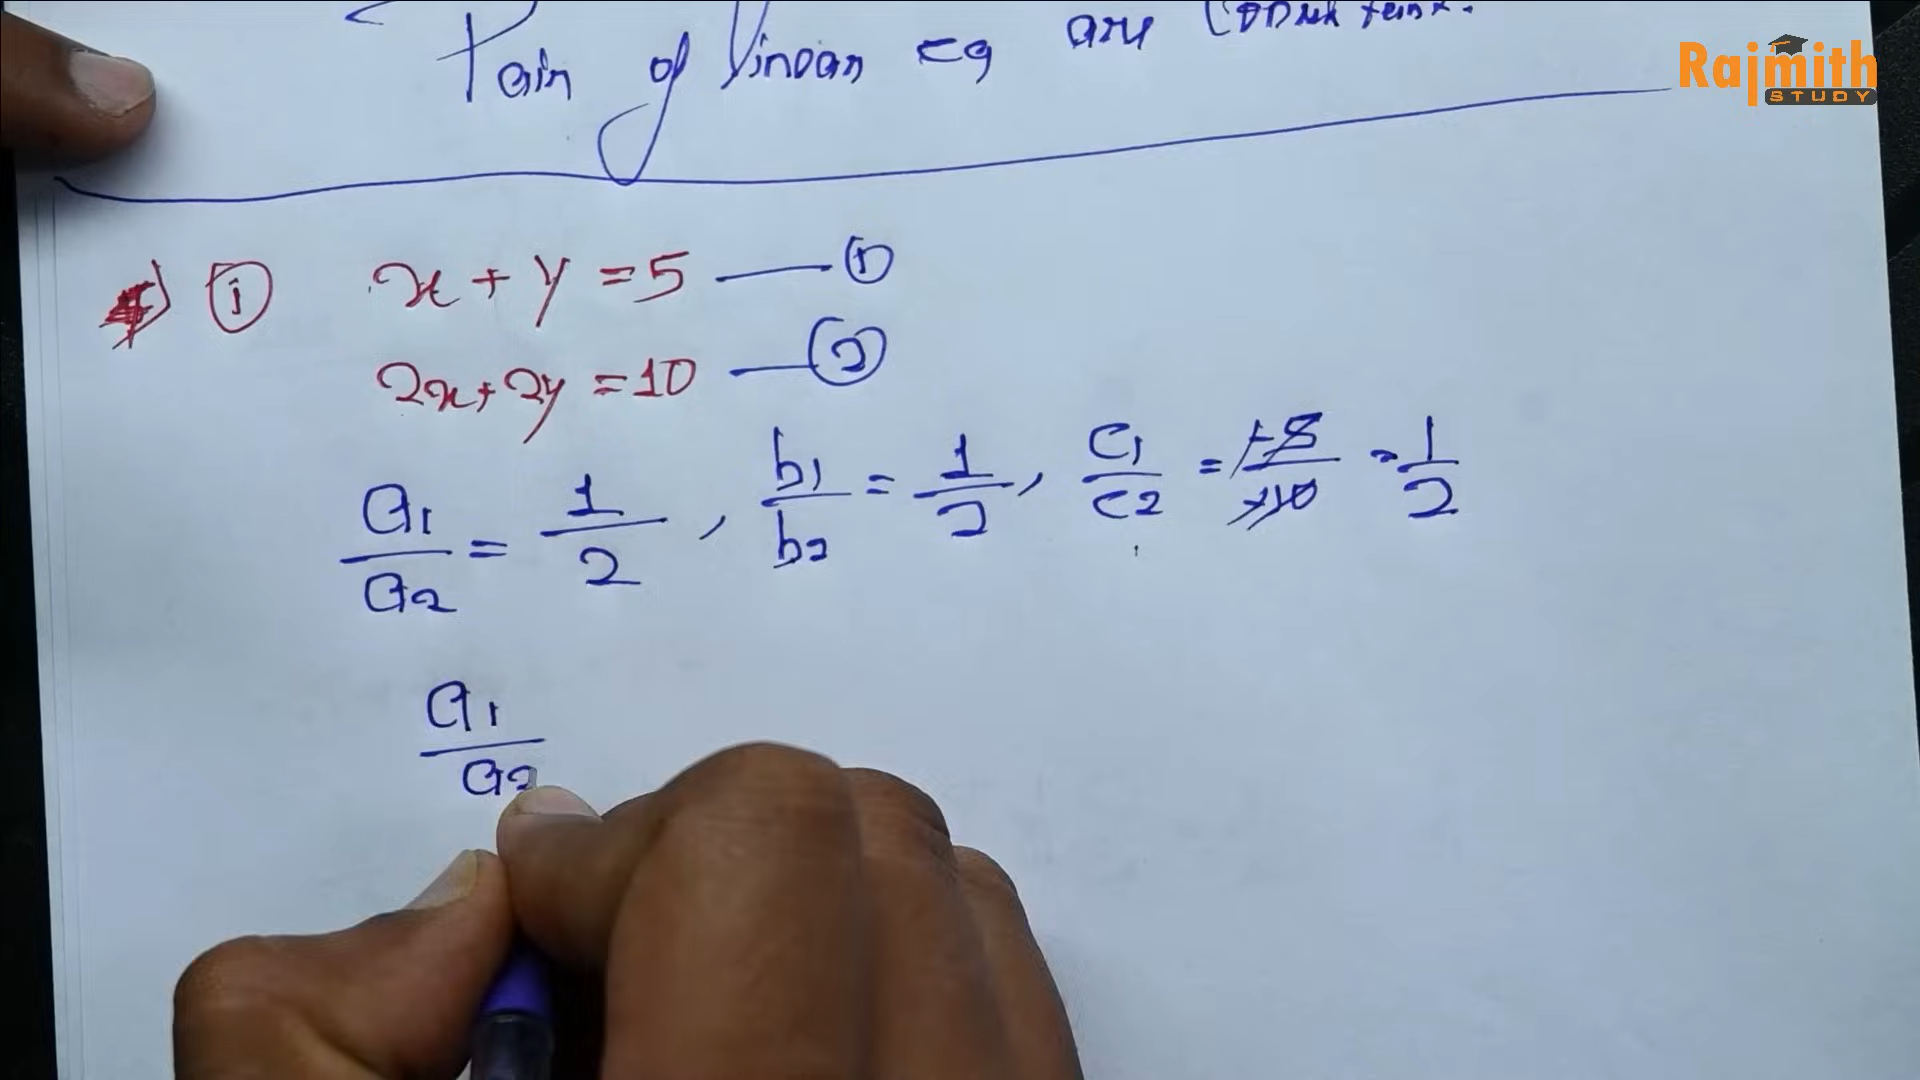 Pair of linear eq are
Rajmith
STUDY
i x + y = 5 — 1
2x + 2y = 10 — 2
a1/a2 = 1/2 , b1/b2 = 1/2 , c1/c2 = -5/-10 = 1/2
a1/a2